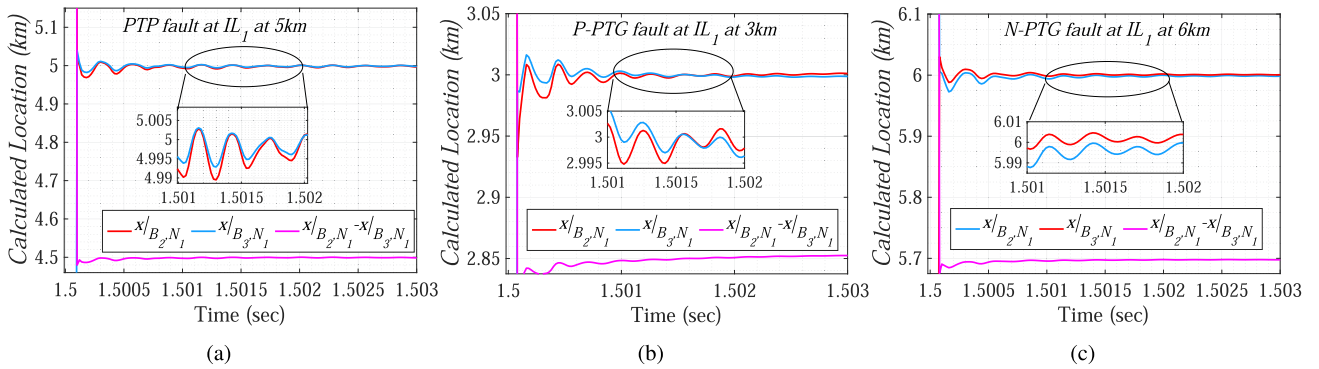 PTP fault at IL1 at 5km
Calculated Location (km)
5.1
5
4.9
4.8
4.7
4.6
4.5
5.005
5
4.995
4.99
1.501 1.5015 1.502
x/B2,N1 x/B3,N1 x/B2,N1-x/B3,N1
1.5 1.5005 1.501 1.5015 1.502 1.5025 1.503
Time (sec)
(a)
P-PTG fault at IL1 at 3km
Calculated Location (km)
3.05
3
2.95
2.9
2.85
3.005
3
2.995
1.501 1.5015 1.502
x/B2,N1 x/B3,N1 x/B2,N1-x/B3,N1
1.5 1.501 1.502 1.503
Time (sec)
(b)
N-PTG fault at IL1 at 6km
Calculated Location (km)
6.1
6
5.9
5.8
5.7
6.01
6
5.99
1.501 1.5015 1.502
x/B2,N1 x/B3,N1 x/B2,N1-x/B3,N1
1.5 1.5005 1.501 1.5015 1.502 1.5025 1.503
Time (sec)
(c)